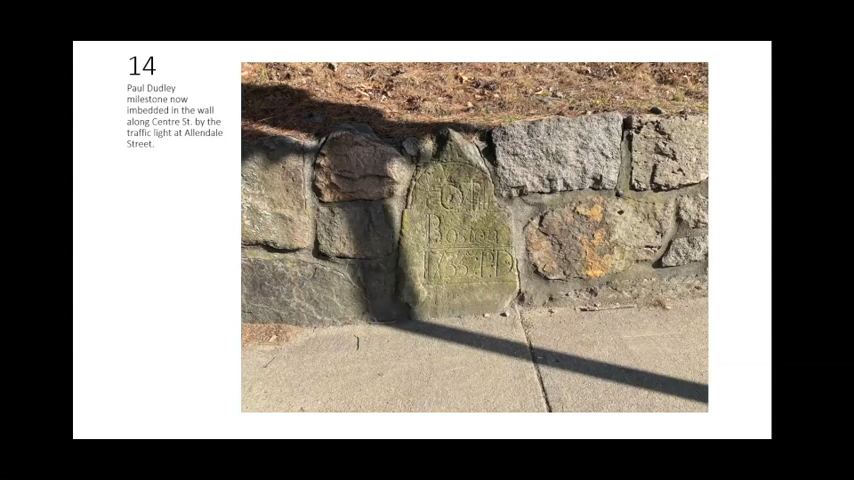 14
Paul Dudley
milestone now
imbedded in the wall
along Centre St. by the
traffic light at Allendale
Street.
Boston
1735:P:D